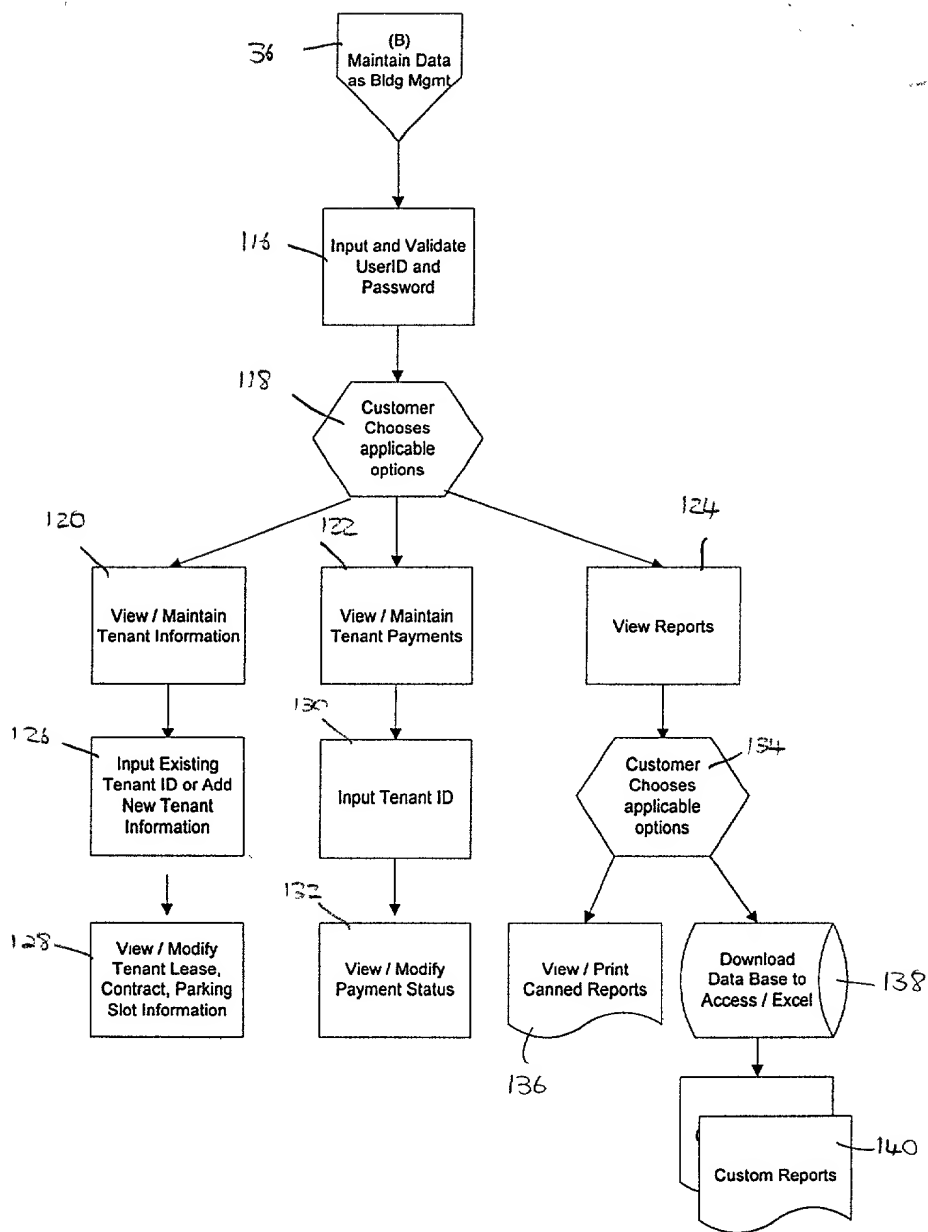 36
(B)
Maintain Data
as Bldg Mgmt
116
Input and Validate
UserID and
Password
118
Customer
Chooses
applicable
options
120
122
124
View / Maintain
Tenant Information
View / Maintain
Tenant Payments
View Reports
126
130
134
Input Existing
Tenant ID or Add
New Tenant
Information
Input Tenant ID
Customer
Chooses
applicable
options
128
132
View / Modify
Tenant Lease,
Contract, Parking
Slot Information
View / Modify
Payment Status
View / Print
Canned Reports
Download
Data Base to
Access / Excel
138
136
140
Custom Reports